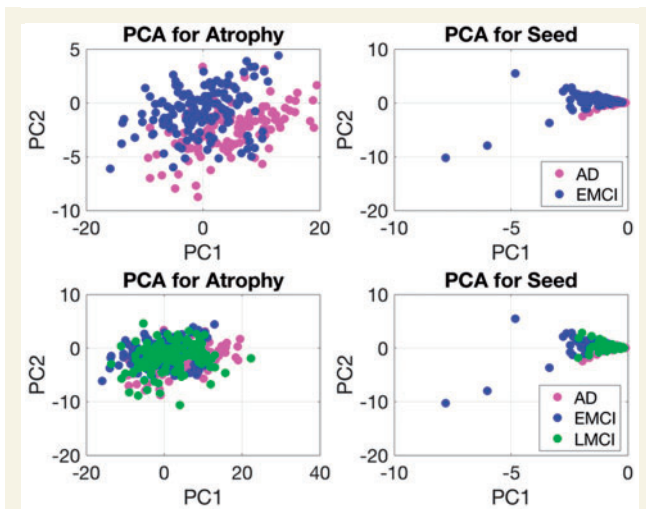 PCA for Atrophy
5
0
-5
-10
PC2
-20
0
20
PC1
PCA for Seed
10
0
-10
-20
PC2
AD
EMCI
-10
-5
0
PC1
PCA for Atrophy
10
0
-10
-20
PC2
-20
0
20
40
PC1
PCA for Seed
10
0
-10
-20
PC2
AD
EMCI
LMCI
-10
-5
0
PC1